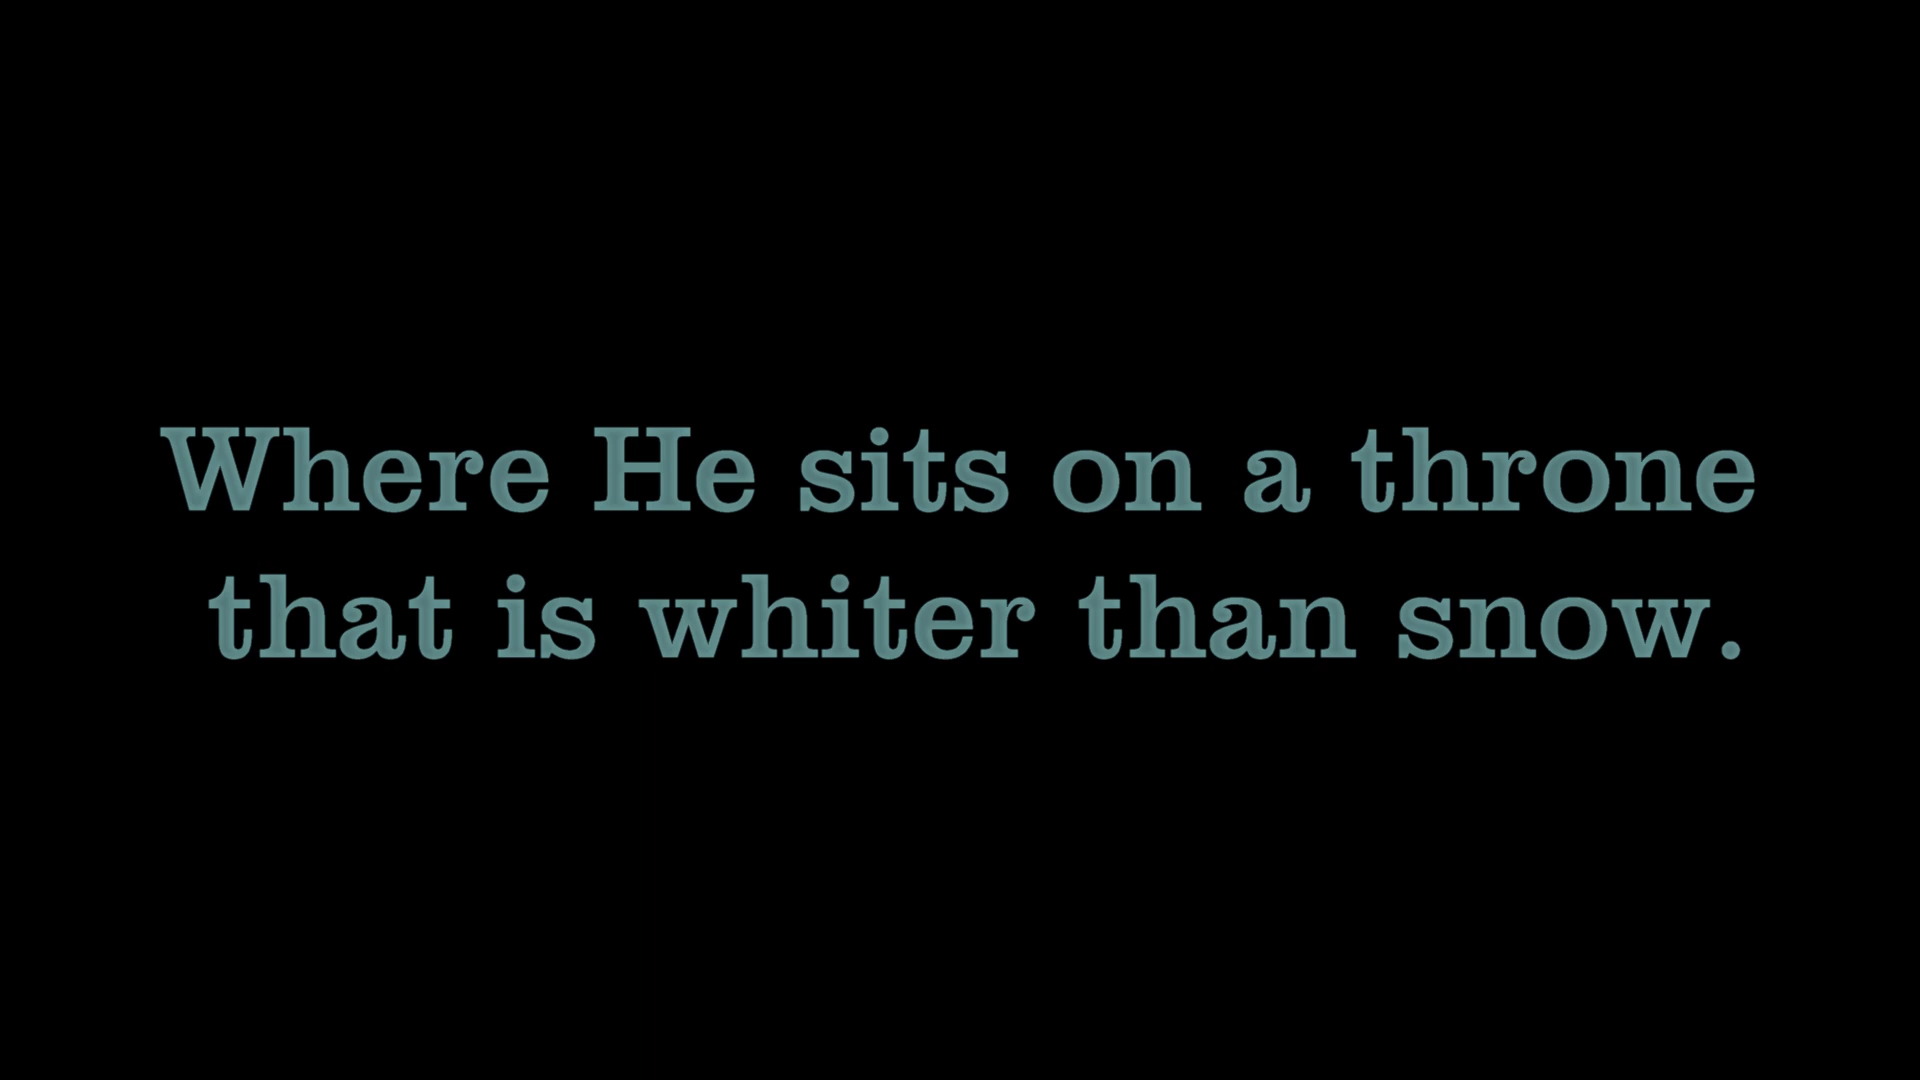 Where He sits on a throne
that is whiter than snow.